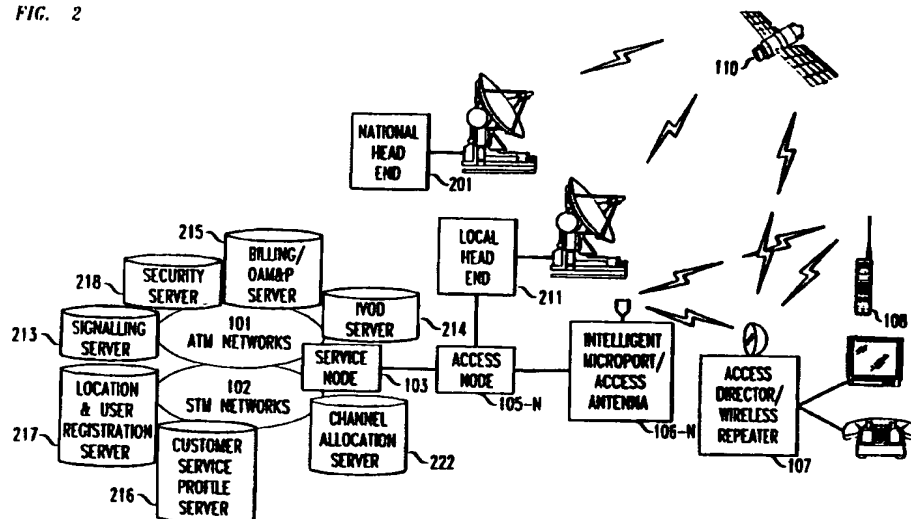 FIG. 2
110
NATIONAL
HEAD
END
201
215
BILLING/
OAM&P
SERVER
LOCAL
HEAD
END
211
218
SECURITY
SERVER
213
SIGNALLING
SERVER
101
ATM NETWORKS
IVOD
SERVER
214
108
SERVICE
NODE
103
ACCESS
NODE
105-N
INTELLIGENT
MICROPORT/
ACCESS
ANTENNA
106-N
ACCESS
DIRECTOR/
WIRELESS
REPEATER
107
LOCATION
& USER
REGISTRATION
SERVER
217
102
STM NETWORKS
CUSTOMER
SERVICE
PROFILE
SERVER
216
CHANNEL
ALLOCATION
SERVER
222